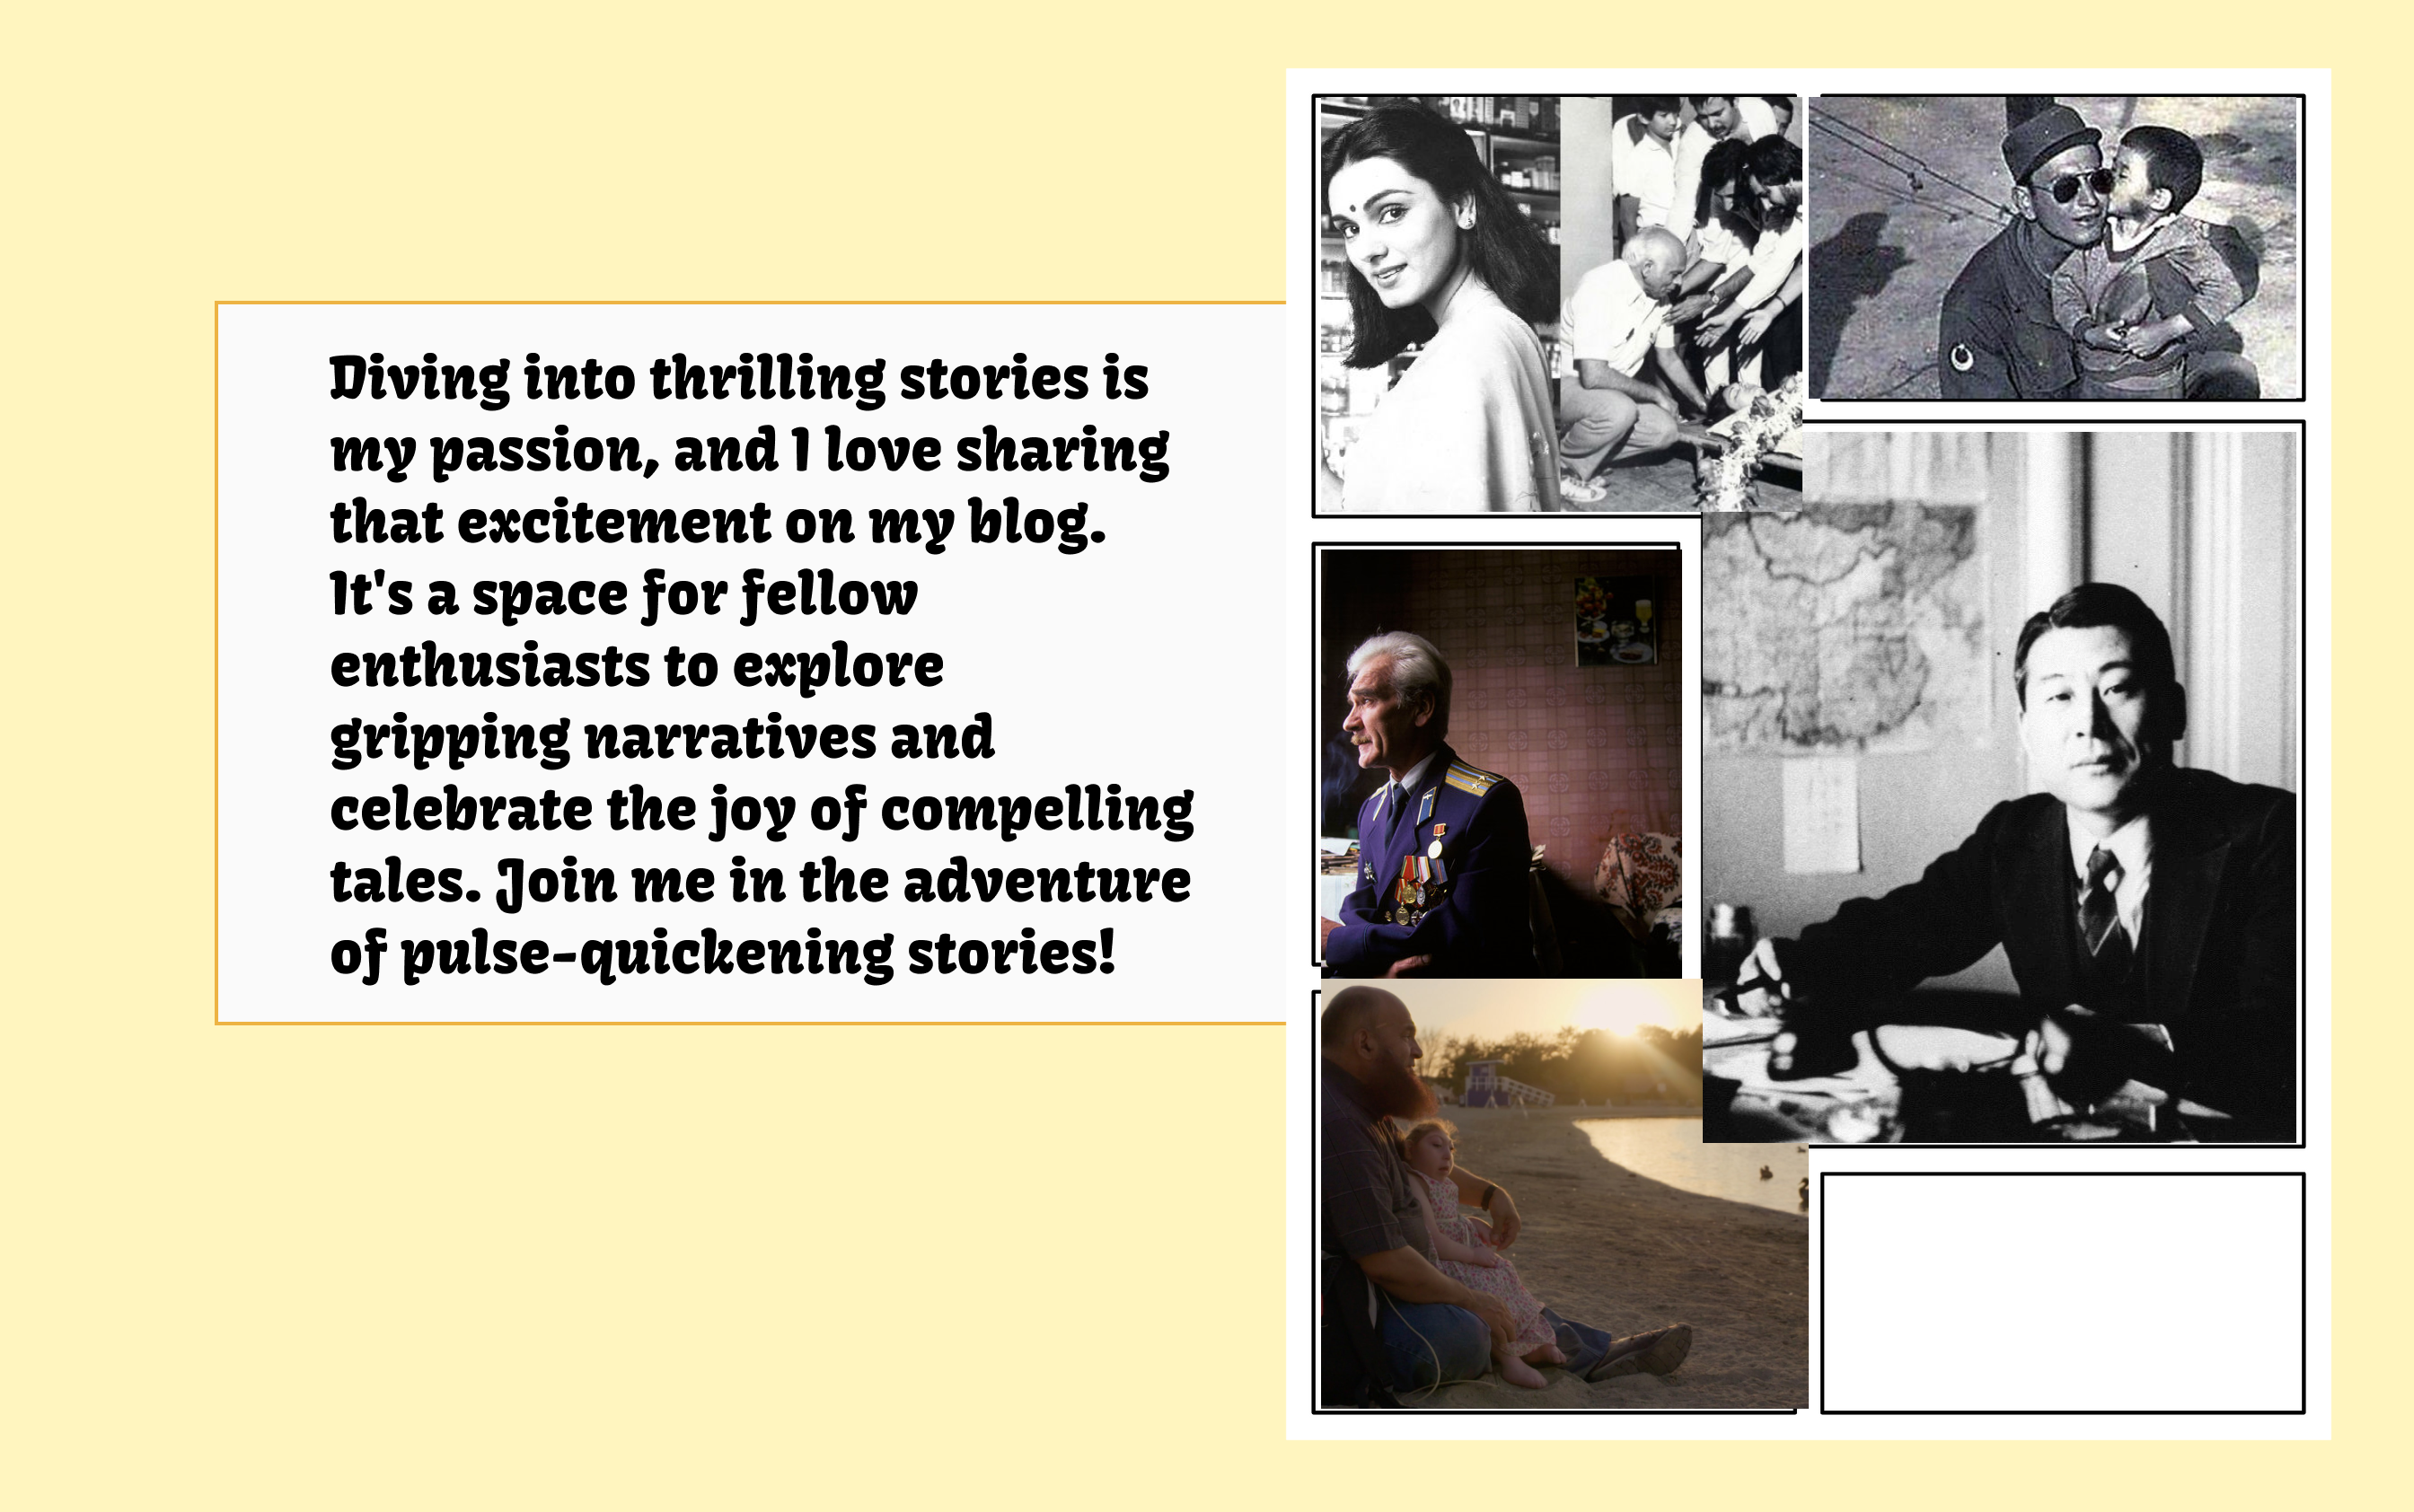 Diving into thrilling stories is
my passion, and I love sharing
that excitement on my blog.
It's a space for fellow
enthusiasts to explore
gripping narratives and
celebrate the joy of compelling
tales. Join me in the adventure
of pulse-quickening stories!